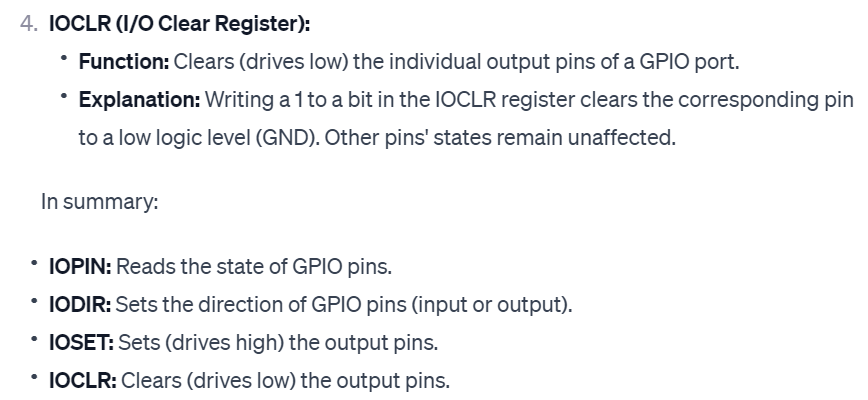 4. IOCLR (I/O Clear Register):
• Function: Clears (drives low) the individual output pins of a GPIO port.
• Explanation: Writing a 1 to a bit in the IOCLR register clears the corresponding pin
to a low logic level (GND). Other pins' states remain unaffected.
In summary:
• IOPIN: Reads the state of GPIO pins.
• IODIR: Sets the direction of GPIO pins (input or output).
• IOSET: Sets (drives high) the output pins.
• IOCLR: Clears (drives low) the output pins.